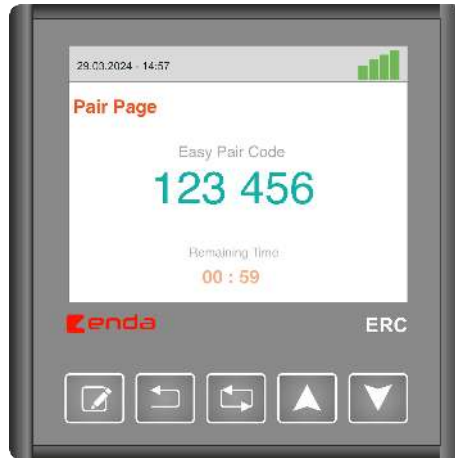 29.03.2024 - 14:57
Pair Page
Easy Pair Code
123 456
Remaining Time
00 : 59
enda
ERC